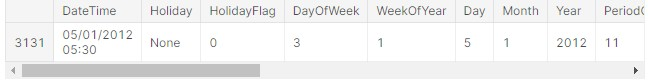 DateTime Holiday HolidayFlag DayOfWeek WeekOfYear Day Month Year
3131 05/01/2012 05:30 None 0 3 1 5 1 2012 11